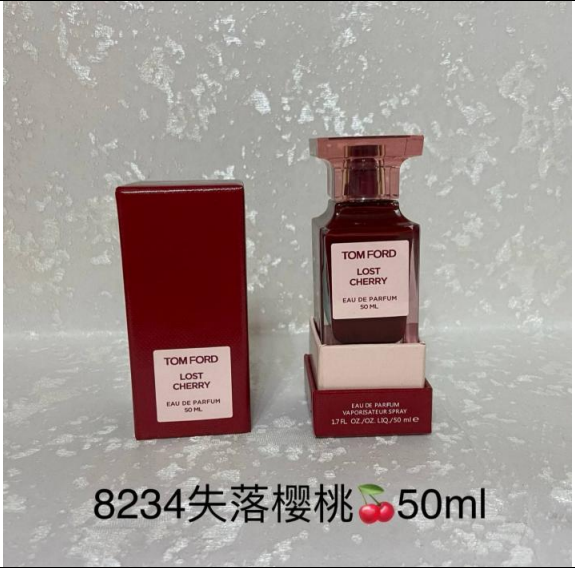 TOM FORD
LOST
CHERRY
EAU DE PARFUM
50 ML
TOM FORD
LOST
CHERRY
EAU DE PARFUM
50 ML
EAU DE PARFUM
VAPORISATEUR SPRAY
1.7 FL. OZ./OZ. LIQ./50 ml ℮
8234失落樱桃🍒50ml